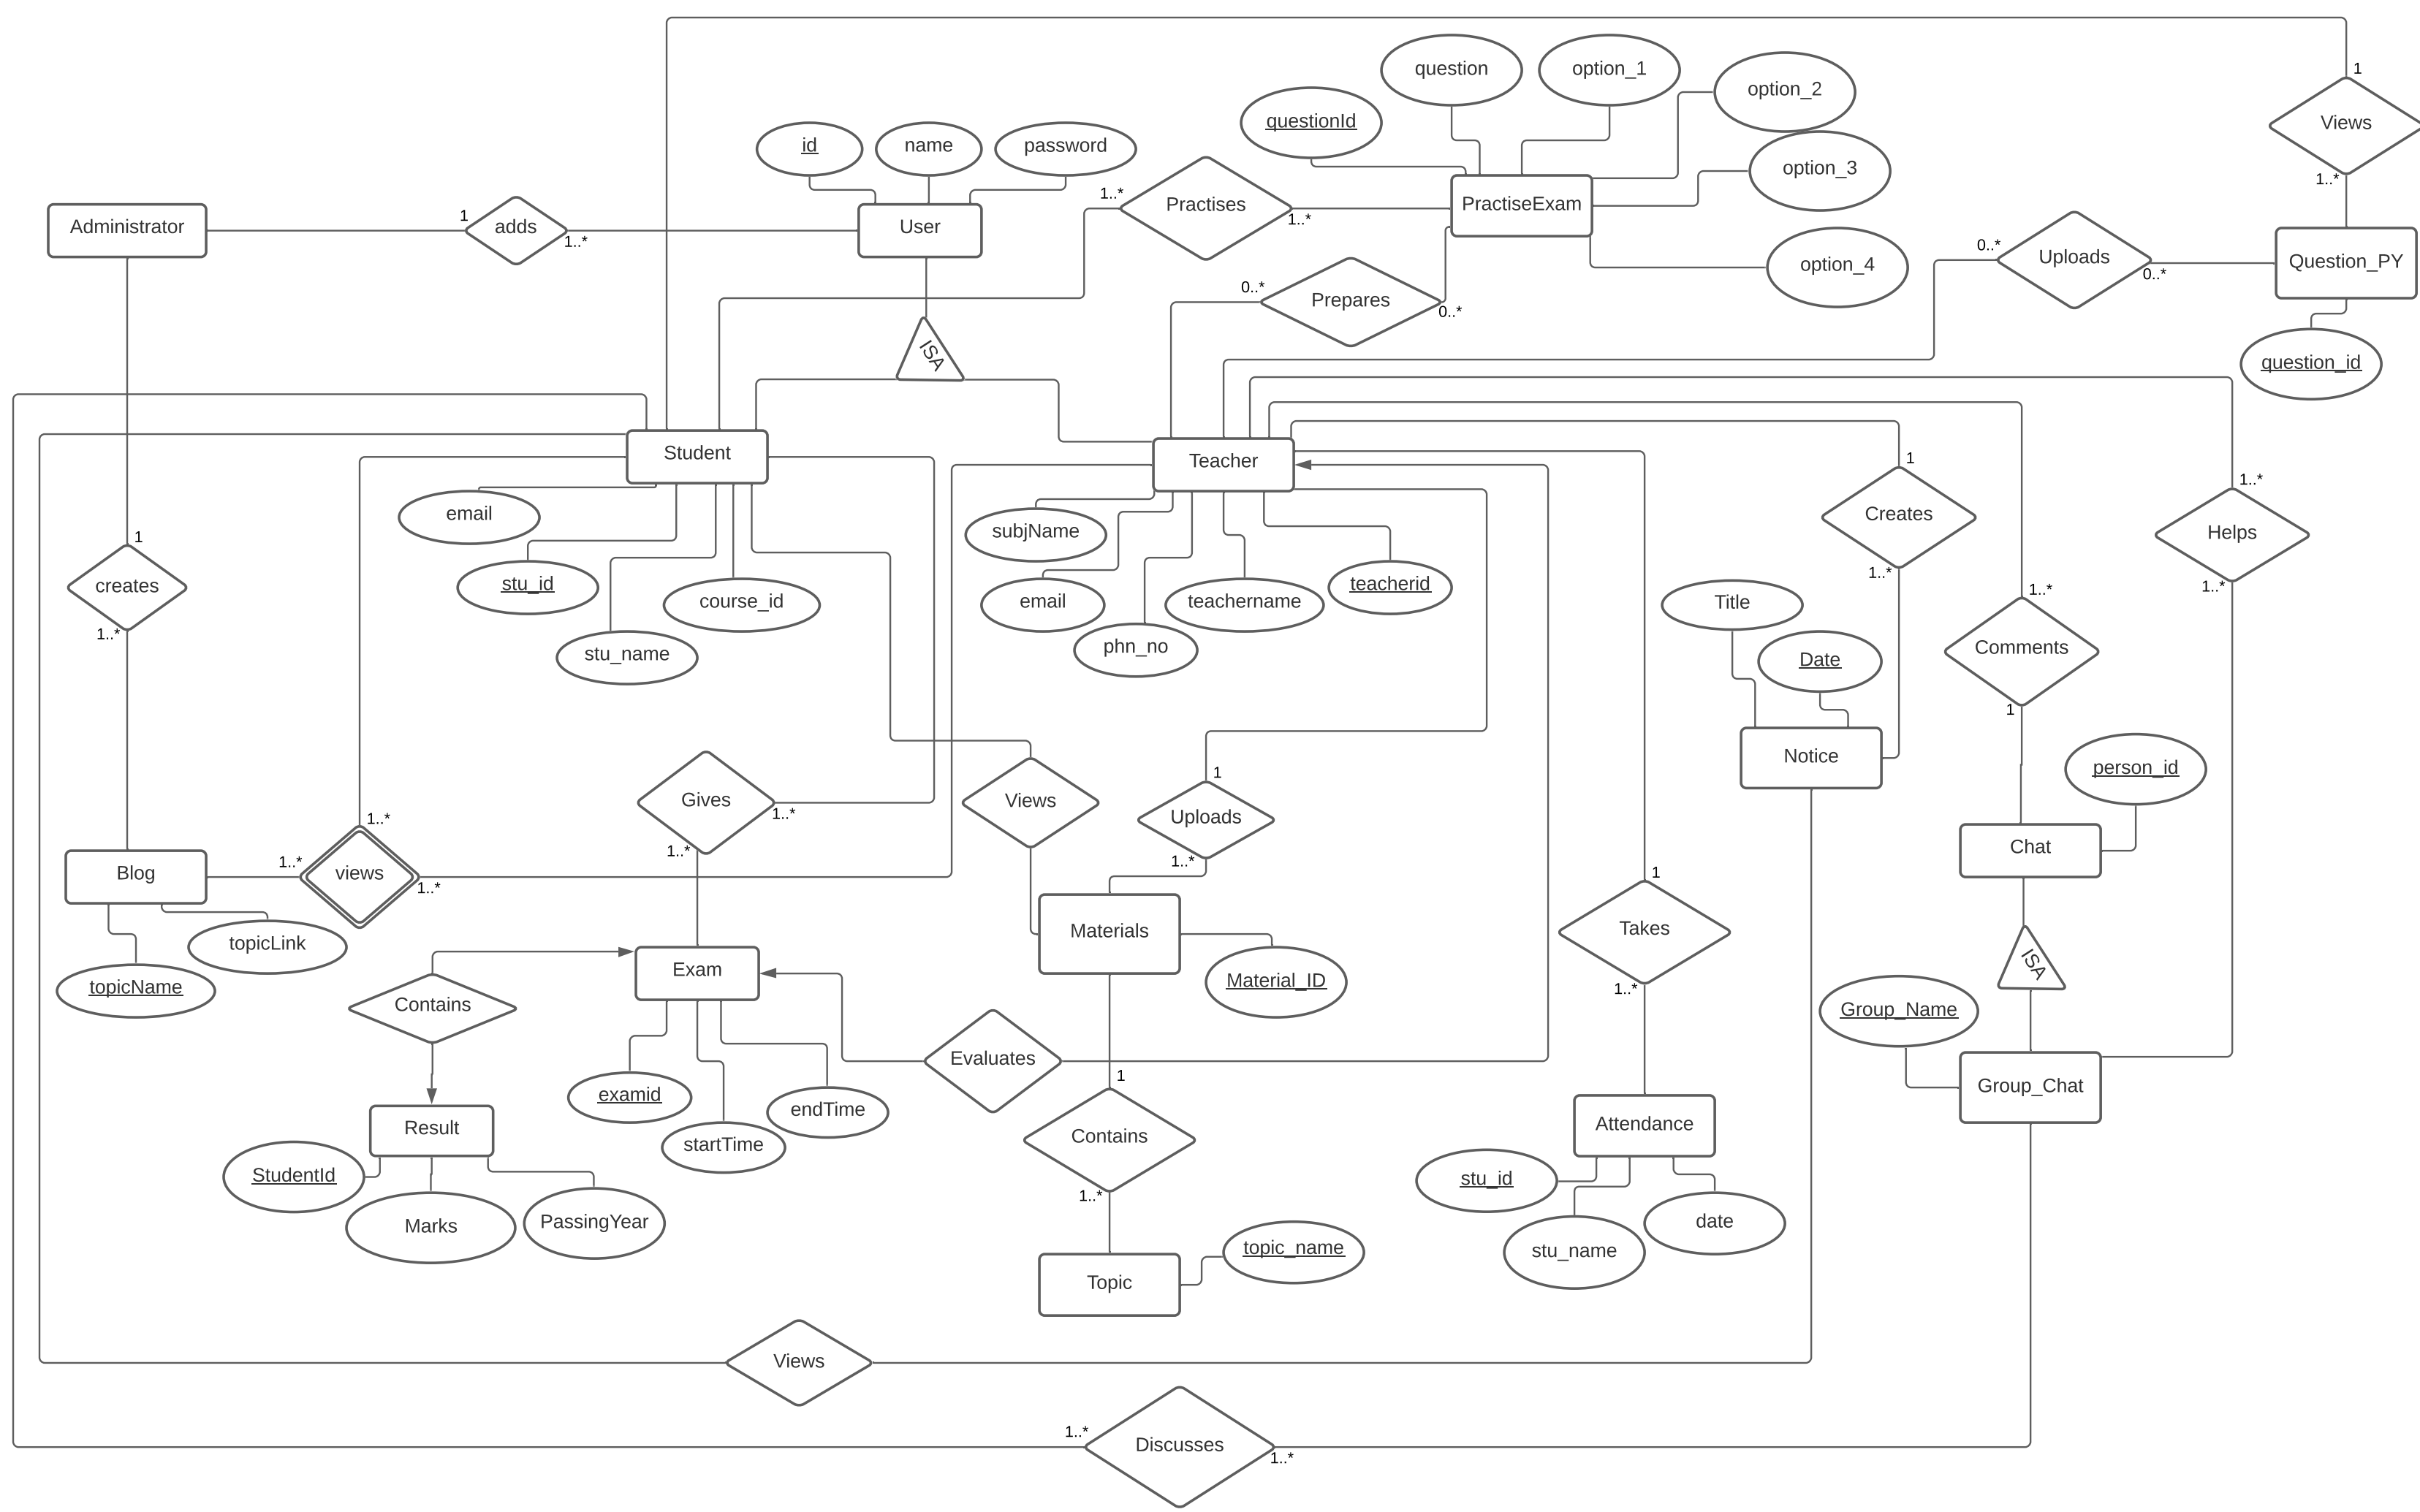 1
question
option_1
option_2
questionId
Views
id
name
password
option_3
1..*
1..*
Practises
PractiseExam
1..*
Administrator
1
adds
1..*
User
0..*
Uploads
0..*
Question_PY
option_4
0..*
Prepares
0..*
ISA
question_id
Student
Teacher
1
1..*
email
subjName
Creates
Helps
1
creates
1..*
stu_id
course_id
email
teachername
teacherid
1..*
1..*
1..*
Title
stu_name
phn_no
Date
Comments
1
Notice
person_id
1
Gives
1..*
Views
Uploads
1..*
1..*
1..*
Chat
Blog
1..*
views
1..*
1
Materials
Takes
topicLink
Exam
ISA
topicName
Contains
Material_ID
1..*
Group_Name
Evaluates
1
examid
endTime
Group_Chat
Result
startTime
Contains
Attendance
StudentId
1..*
stu_id
Marks
PassingYear
date
topic_name
stu_name
Topic
Views
1..*
Discusses
1..*